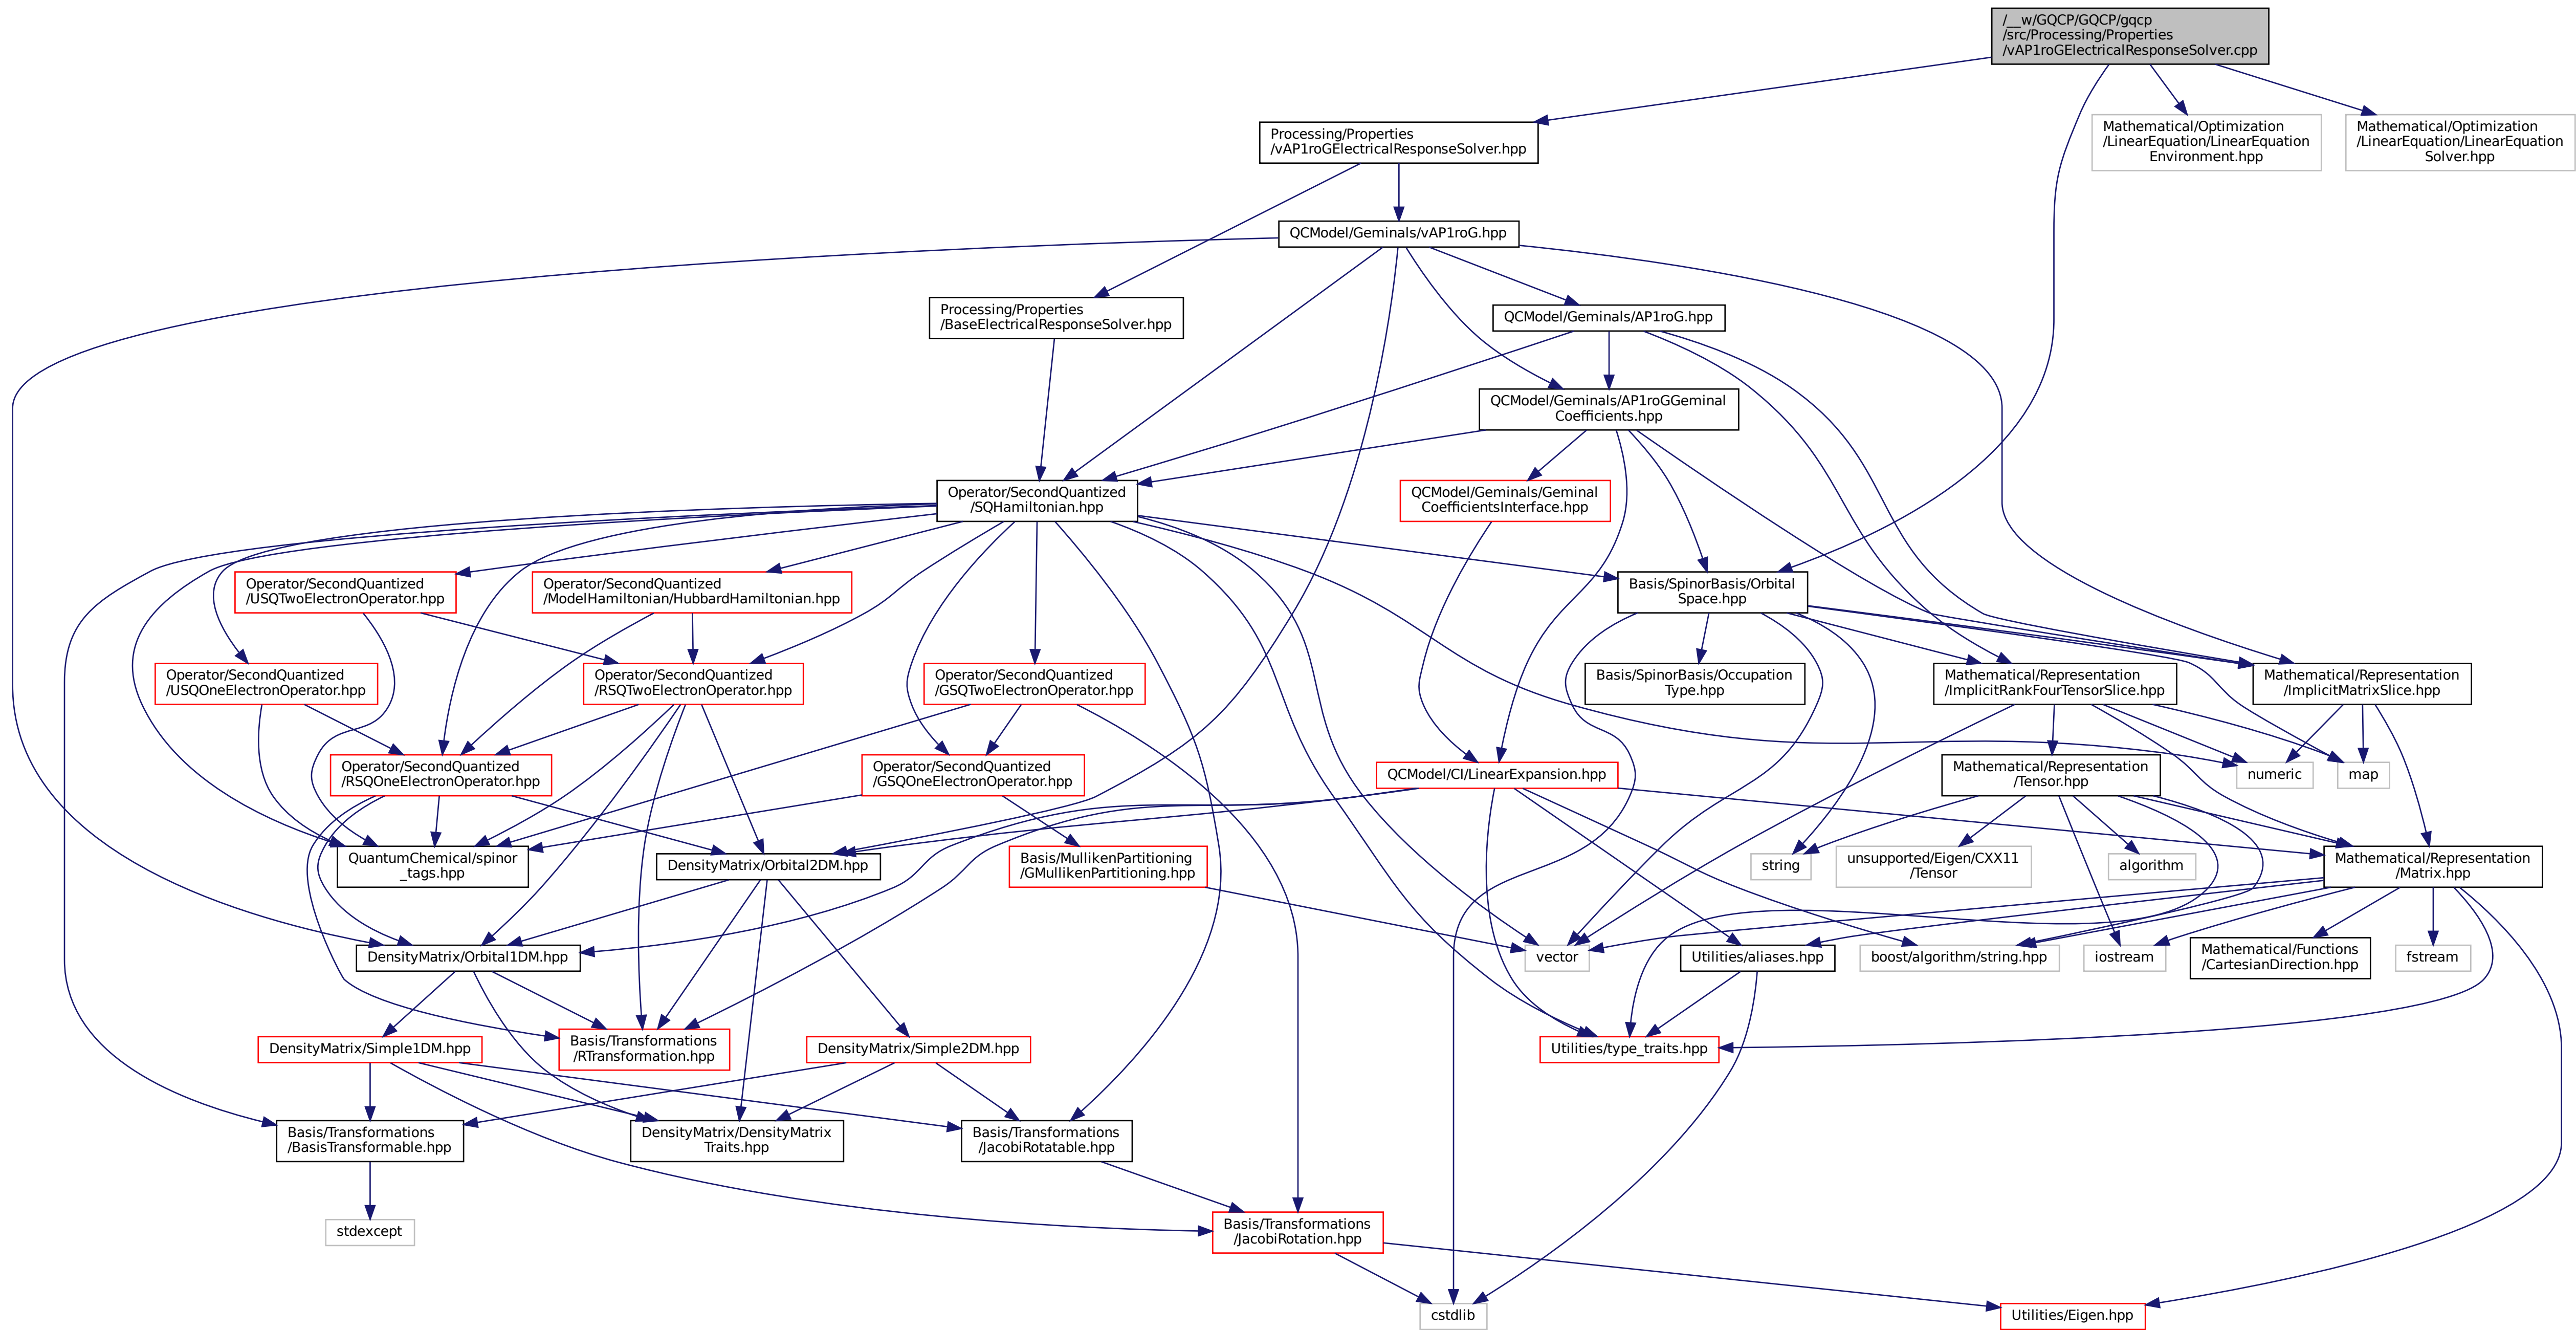 /__w/GQCP/GQCP/gqcp
/src/Processing/Properties
/vAP1roGElectricalResponseSolver.cpp
Processing/Properties
/vAP1roGElectricalResponseSolver.hpp
Mathematical/Optimization
/LinearEquation/LinearEquation
Environment.hpp
Mathematical/Optimization
/LinearEquation/LinearEquation
Solver.hpp
QCModel/Geminals/vAP1roG.hpp
Processing/Properties
/BaseElectricalResponseSolver.hpp
QCModel/Geminals/AP1roG.hpp
QCModel/Geminals/AP1roGGeminal
Coefficients.hpp
Operator/SecondQuantized
/SQHamiltonian.hpp
QCModel/Geminals/Geminal
CoefficientsInterface.hpp
Operator/SecondQuantized
/USQTwoElectronOperator.hpp
Operator/SecondQuantized
/ModelHamiltonian/HubbardHamiltonian.hpp
Basis/SpinorBasis/Orbital
Space.hpp
Operator/SecondQuantized
/USQOneElectronOperator.hpp
Operator/SecondQuantized
/RSQTwoElectronOperator.hpp
Operator/SecondQuantized
/GSQTwoElectronOperator.hpp
Basis/SpinorBasis/Occupation
Type.hpp
Mathematical/Representation
/ImplicitRankFourTensorSlice.hpp
Mathematical/Representation
/ImplicitMatrixSlice.hpp
Operator/SecondQuantized
/RSQOneElectronOperator.hpp
Operator/SecondQuantized
/GSQOneElectronOperator.hpp
QCModel/CI/LinearExpansion.hpp
Mathematical/Representation
/Tensor.hpp
numeric
map
QuantumChemical/spinor
_tags.hpp
DensityMatrix/Orbital2DM.hpp
Basis/MullikenPartitioning
/GMullikenPartitioning.hpp
string
unsupported/Eigen/CXX11
/Tensor
algorithm
Mathematical/Representation
/Matrix.hpp
DensityMatrix/Orbital1DM.hpp
vector
Utilities/aliases.hpp
boost/algorithm/string.hpp
iostream
Mathematical/Functions
/CartesianDirection.hpp
fstream
DensityMatrix/Simple1DM.hpp
Basis/Transformations
/RTransformation.hpp
DensityMatrix/Simple2DM.hpp
Utilities/type_traits.hpp
Basis/Transformations
/BasisTransformable.hpp
DensityMatrix/DensityMatrix
Traits.hpp
Basis/Transformations
/JacobiRotatable.hpp
stdexcept
Basis/Transformations
/JacobiRotation.hpp
cstdlib
Utilities/Eigen.hpp